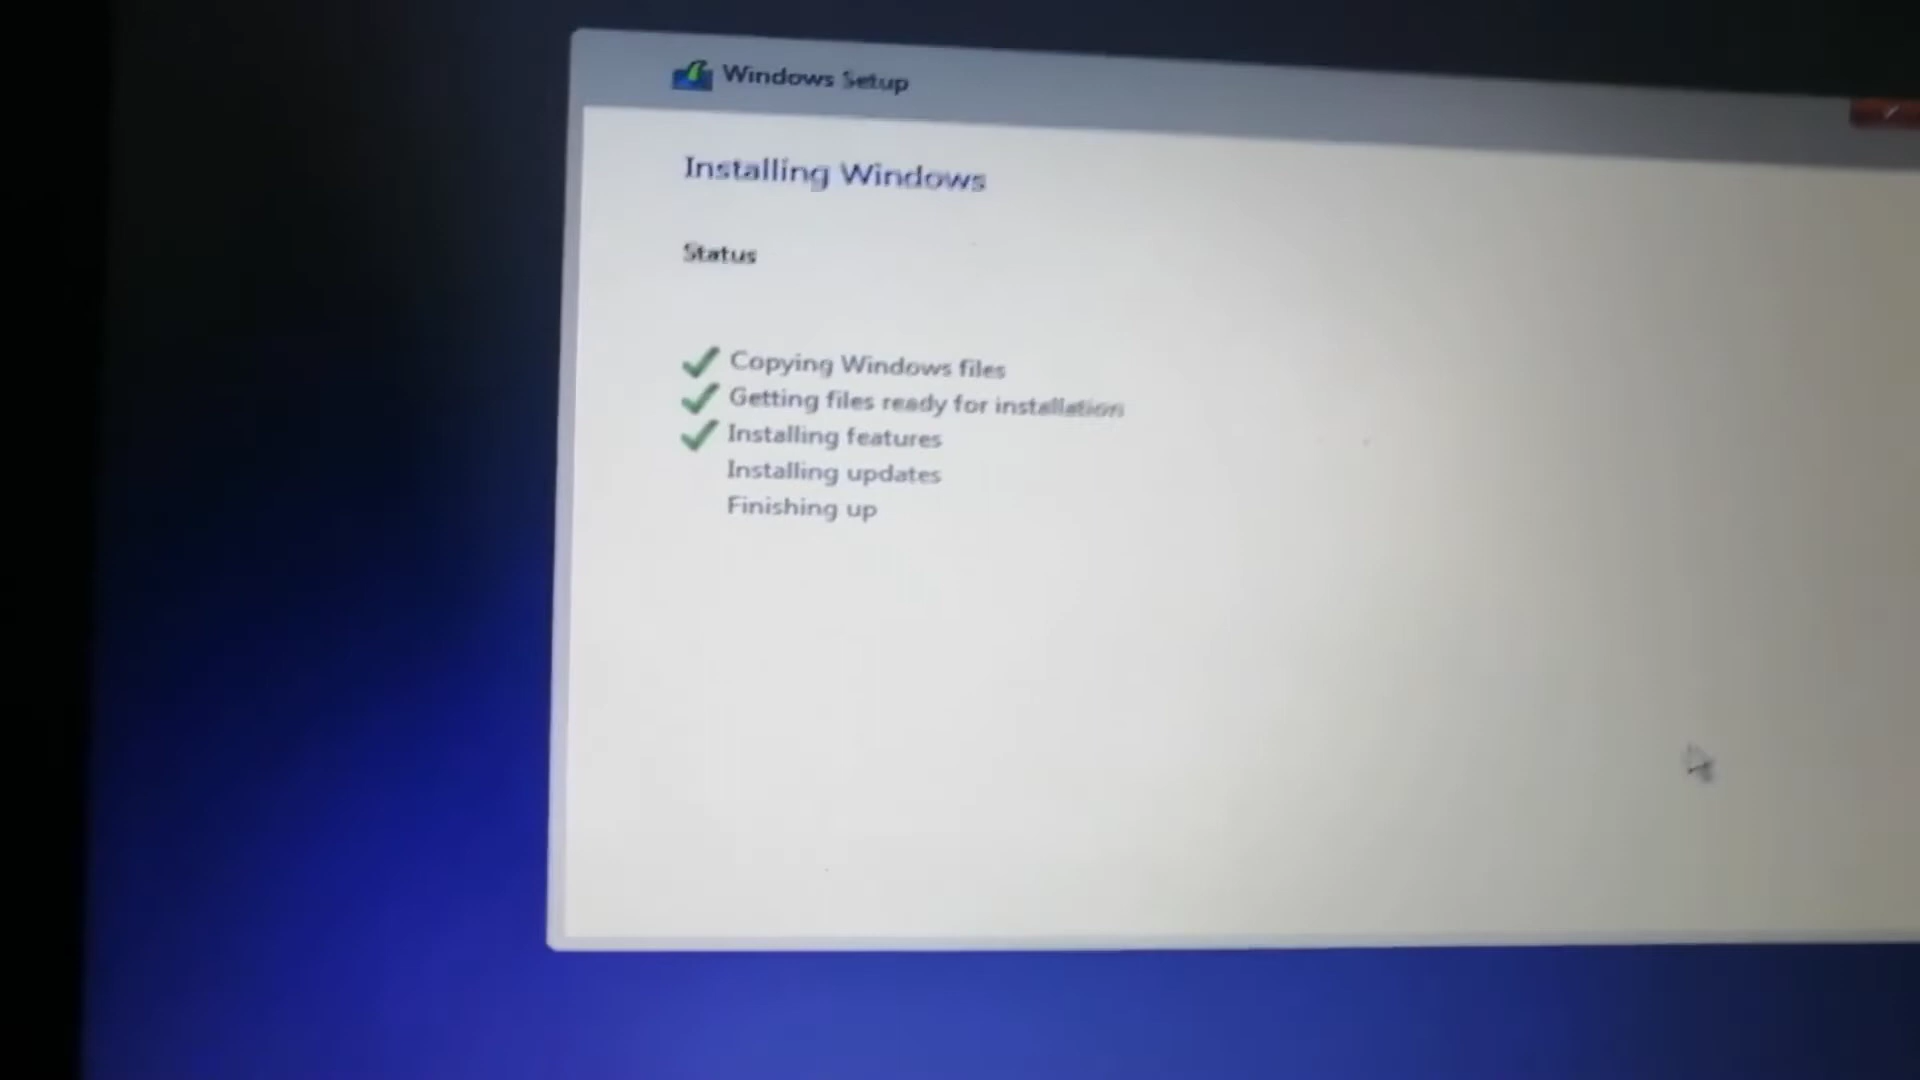 Windows Setup
Installing Windows
Status
Copying Windows files
Getting files ready for installation
Installing features
Installing updates
Finishing up